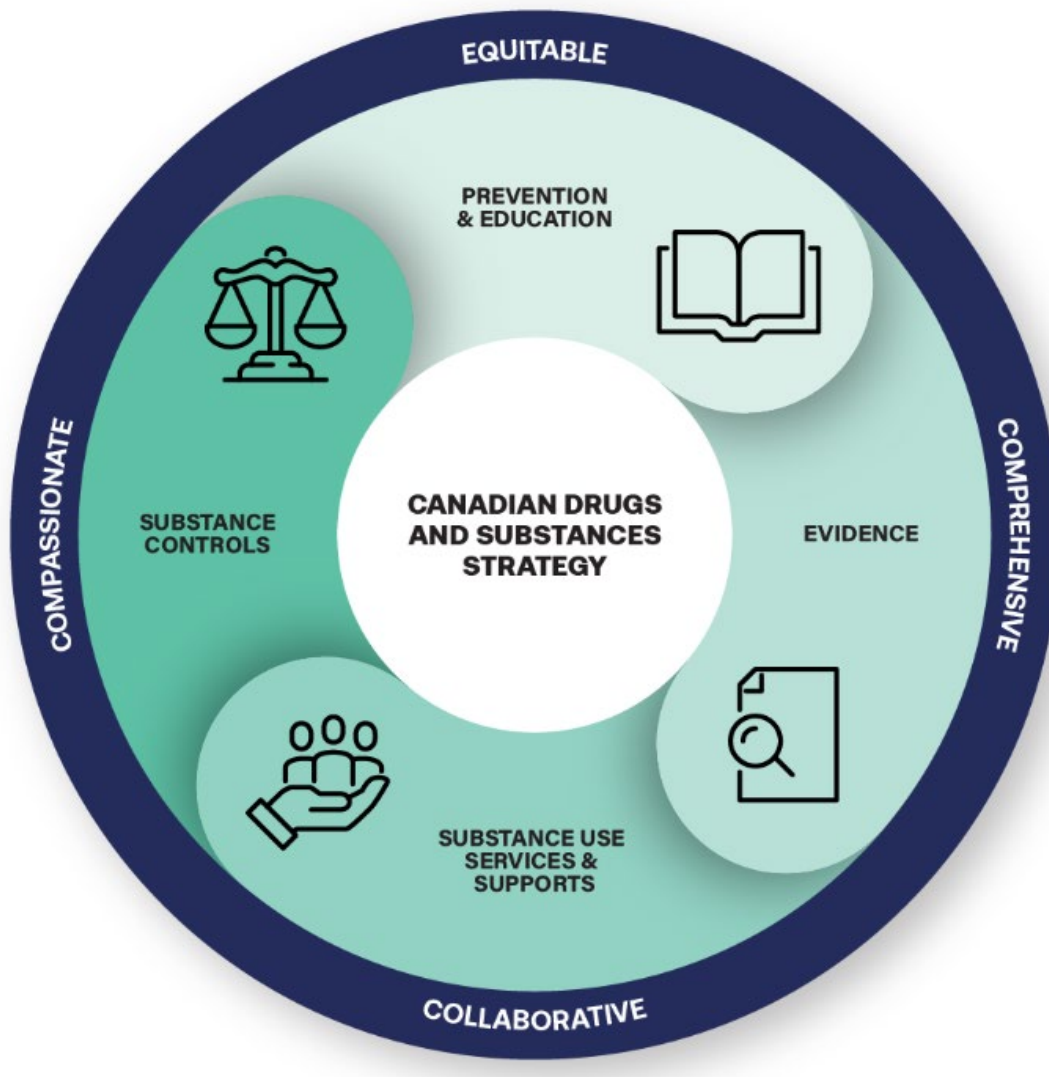 EQUITABLE
PREVENTION
& EDUCATION
COMPASSIONATE
SUBSTANCE
CONTROLS
CANADIAN DRUGS
AND SUBSTANCES
STRATEGY
EVIDENCE
COMPREHENSIVE
SUBSTANCE USE
SERVICES &
SUPPORTS
COLLABORATIVE